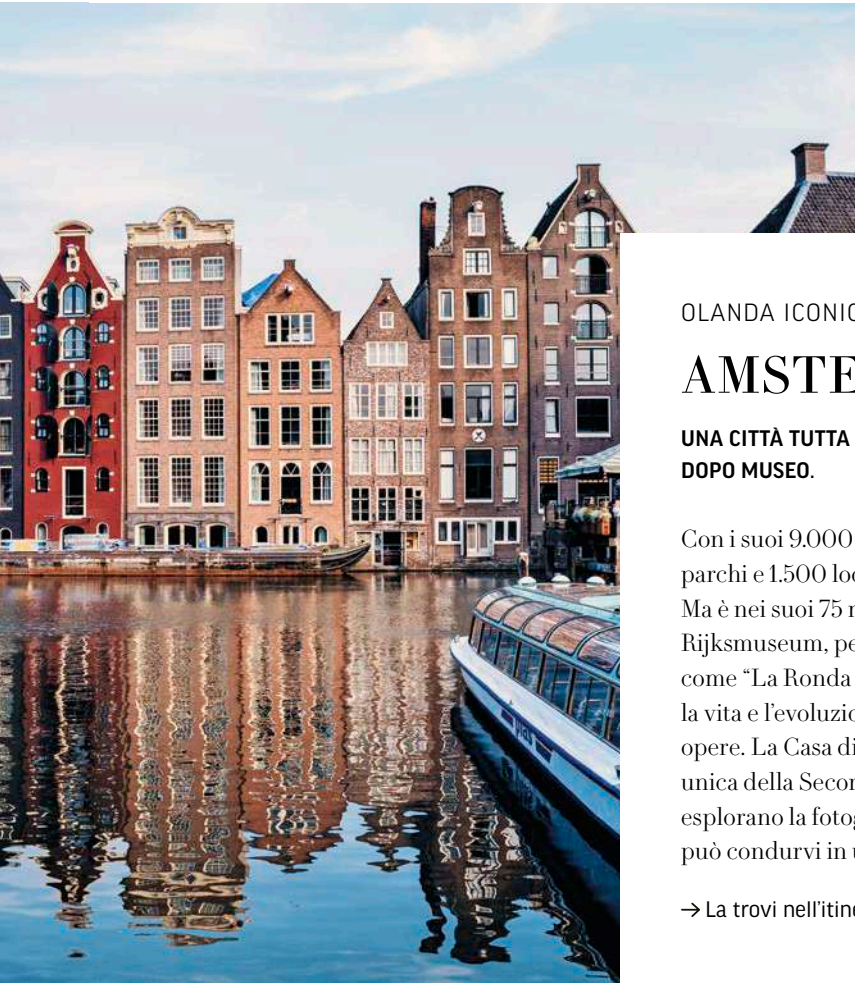 OLANDA ICONIC
AMSTE
UNA CITTÀ TUTTA
DOPO MUSEO.
Con i suoi 9.000
parchi e 1.500 loc
Ma è nei suoi 75 m
Rijksmuseum, pe
come “La Ronda
la vita e l’evoluzio
opere. La Casa di
unica della Secon
esplorano la fotog
può condurvi in u
→ La trovi nell’itine